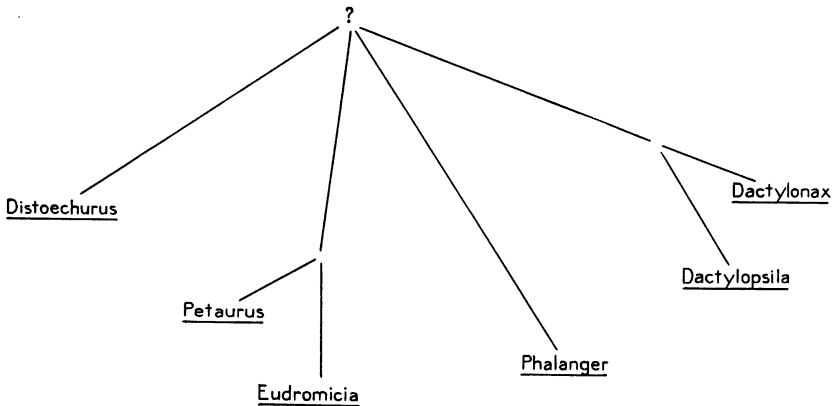 ?
Distoechurus
Dactylonax
Dactylopsila
Petaurus
Phalanger
Eudromicia